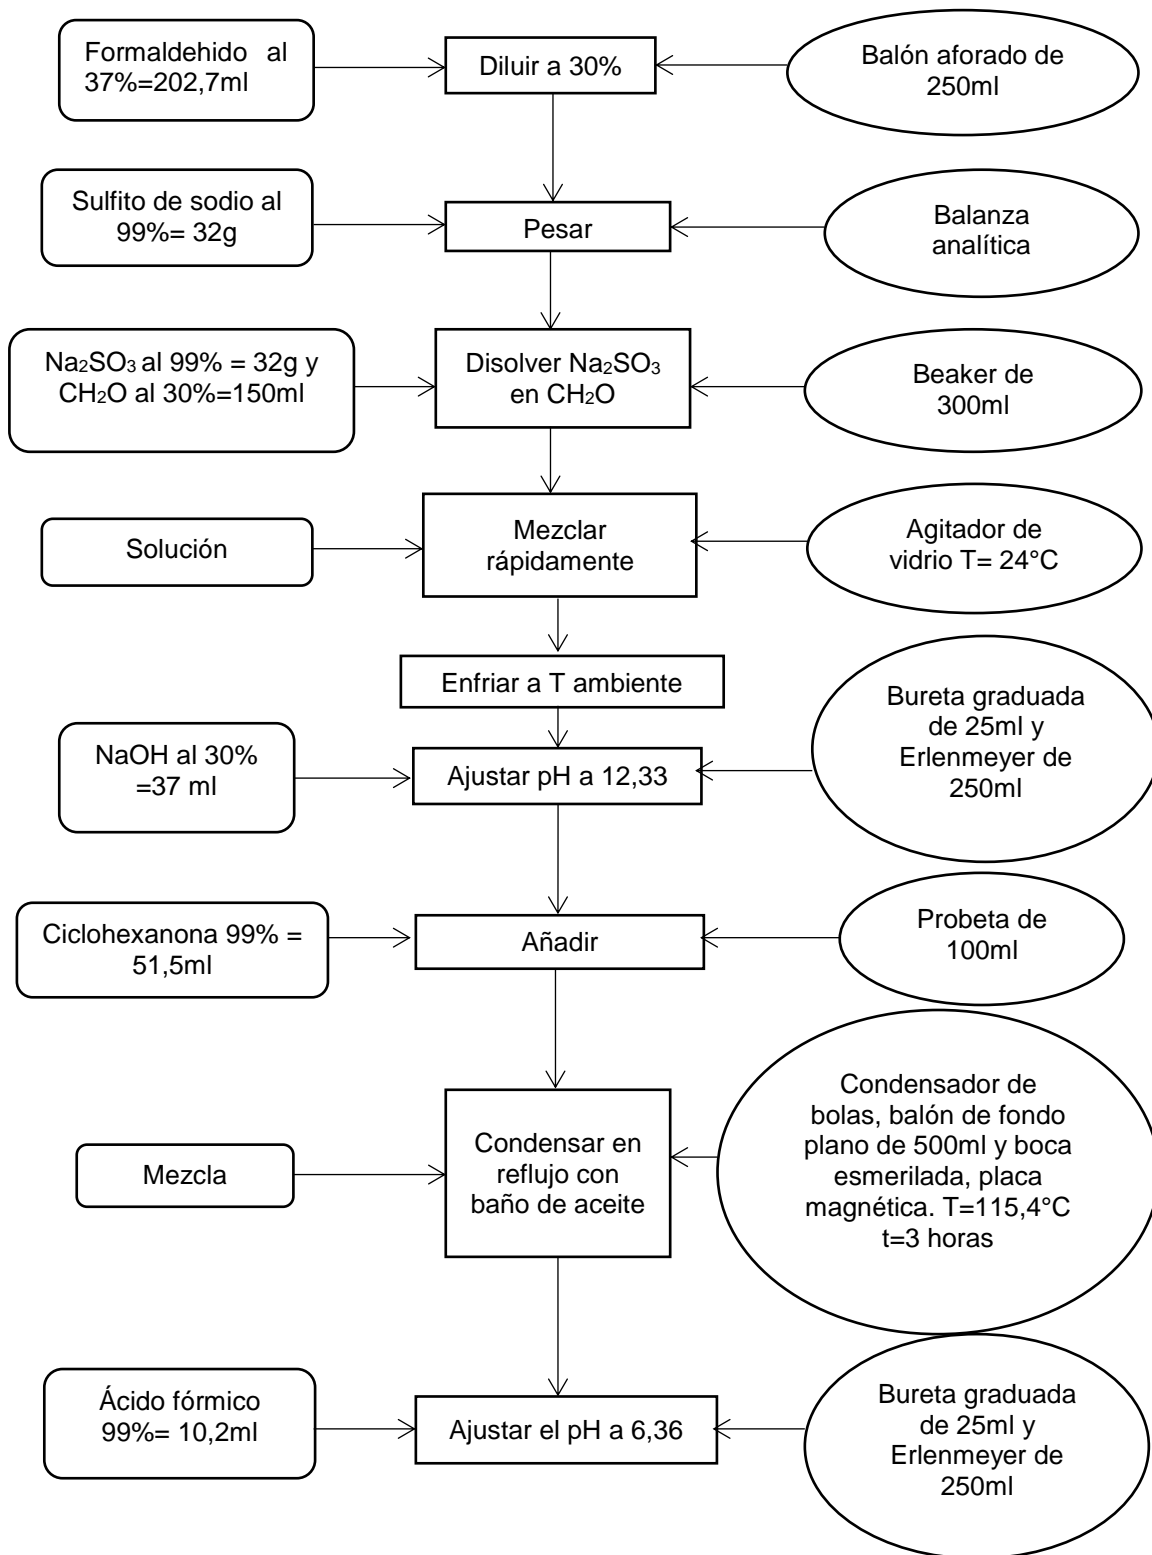 Formaldehido al
37%=202,7ml
Diluir a 30%
Balón aforado de
250ml
Sulfito de sodio al
99%= 32g
Pesar
Balanza
analítica
Na₂SO₃ al 99% = 32g y
CH₂O al 30%=150ml
Disolver Na₂SO₃
en CH₂O
Beaker de
300ml
Solución
Mezclar
rápidamente
Agitador de
vidrio T= 24°C
Enfriar a T ambiente
NaOH al 30%
=37 ml
Ajustar pH a 12,33
Bureta graduada
de 25ml y
Erlenmeyer de
250ml
Ciclohexanona 99% =
51,5ml
Añadir
Probeta de
100ml
Mezcla
Condensar en
reflujo con
baño de aceite
Condensador de
bolas, balón de fondo
plano de 500ml y boca
esmerilada, placa
magnética. T=115,4°C
t=3 horas
Ácido fórmico
99%= 10,2ml
Ajustar el pH a 6,36
Bureta graduada
de 25ml y
Erlenmeyer de
250ml